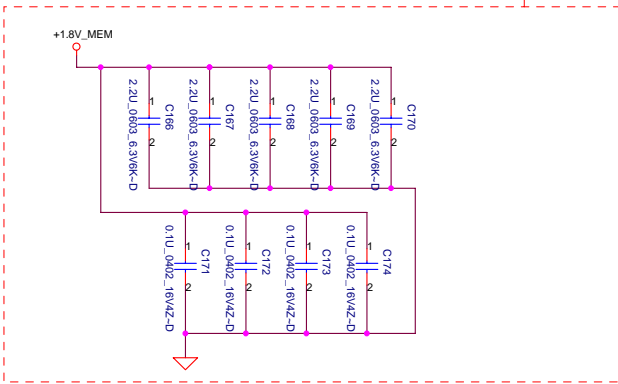 +1.8V_MEM
1
2
C166
2.2U_0603_6.3V6K~D
1
2
C167
2.2U_0603_6.3V6K~D
1
2
C168
2.2U_0603_6.3V6K~D
1
2
C169
2.2U_0603_6.3V6K~D
1
2
C170
2.2U_0603_6.3V6K~D
1
2
C171
0.1U_0402_16V4Z~D
1
2
C172
0.1U_0402_16V4Z~D
1
2
C173
0.1U_0402_16V4Z~D
1
2
C174
0.1U_0402_16V4Z~D